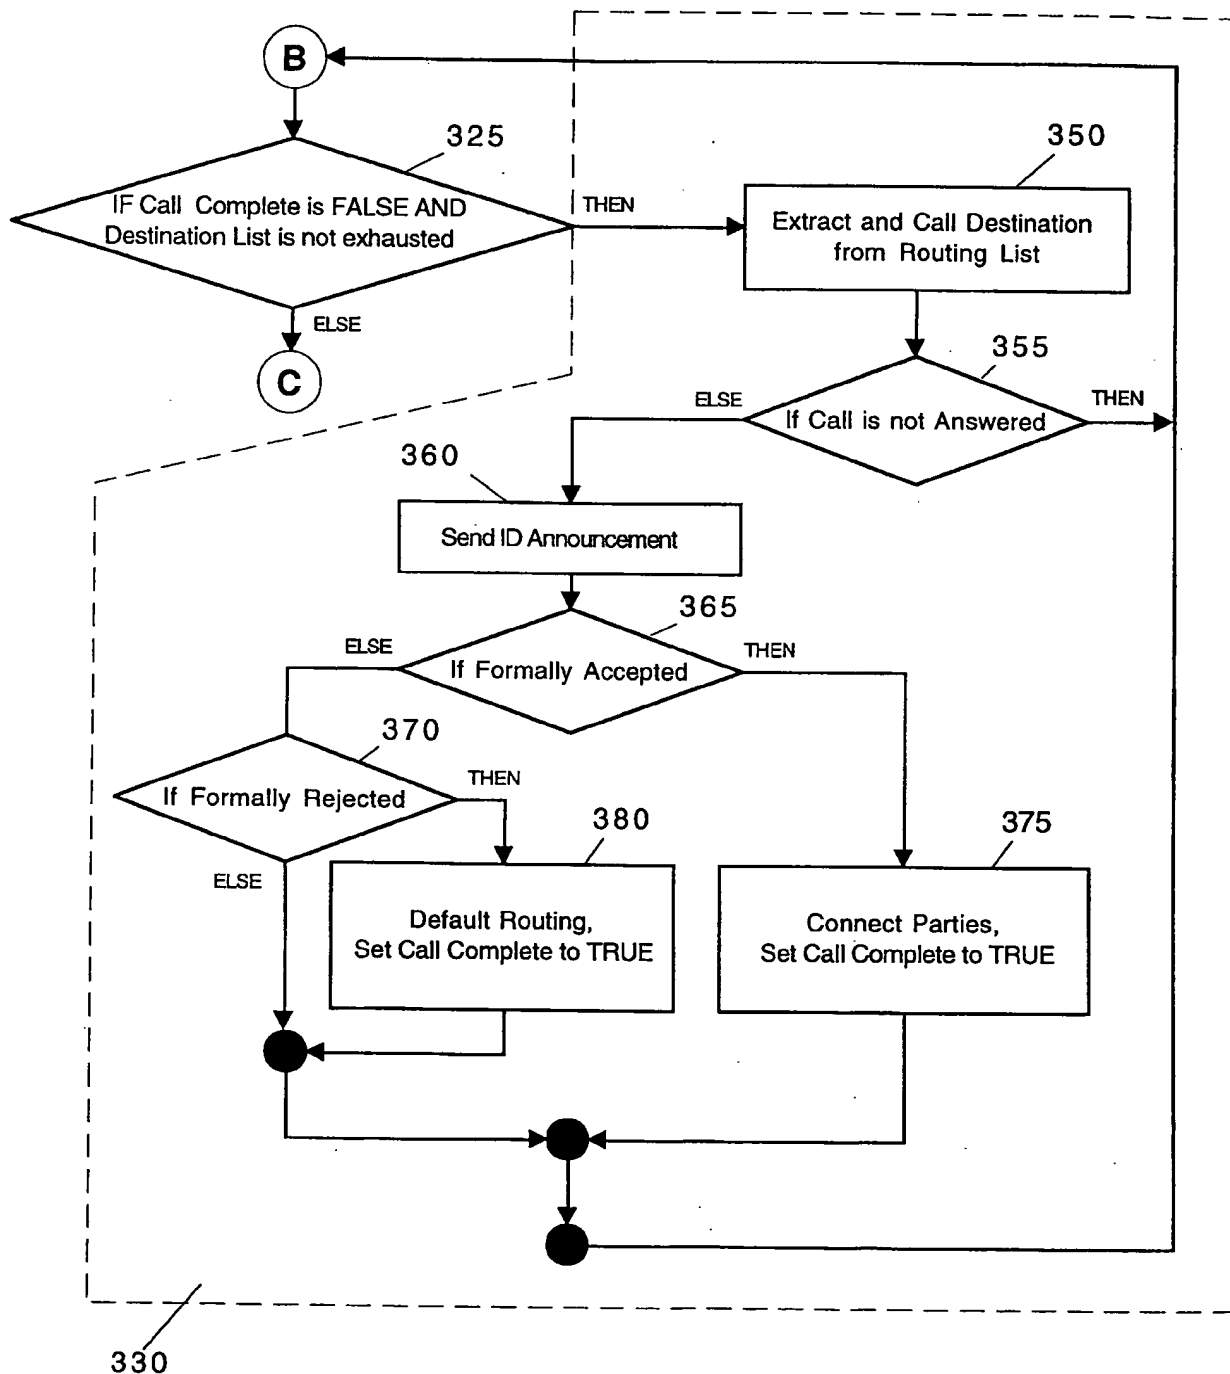 B
325
350
IF Call Complete is FALSE AND
Destination List is not exhausted
THEN
Extract and Call Destination
from Routing List
ELSE
C
355
ELSE
If Call is not Answered
THEN
360
Send ID Announcement
365
ELSE
If Formally Accepted
THEN
370
If Formally Rejected
THEN
380
375
ELSE
Default Routing,
Set Call Complete to TRUE
Connect Parties,
Set Call Complete to TRUE
330